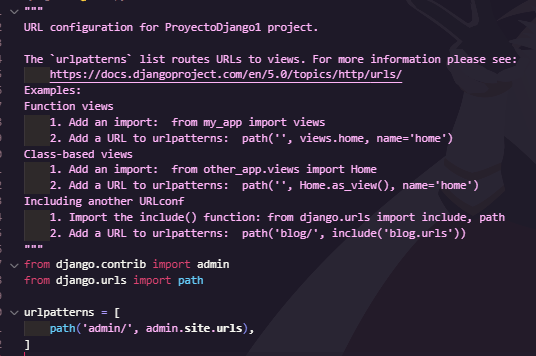 """
URL configuration for ProyectoDjango1 project.
The `urlpatterns` list routes URLs to views. For more information please see:
    https://docs.djangoproject.com/en/5.0/topics/http/urls/
Examples:
Function views
    1. Add an import:  from my_app import views
    2. Add a URL to urlpatterns:  path('', views.home, name='home')
Class-based views
    1. Add an import:  from other_app.views import Home
    2. Add a URL to urlpatterns:  path('', Home.as_view(), name='home')
Including another URLconf
    1. Import the include() function: from django.urls import include, path
    2. Add a URL to urlpatterns:  path('blog/', include('blog.urls'))
"""
from django.contrib import admin
from django.urls import path
urlpatterns = [
    path('admin/', admin.site.urls),
]